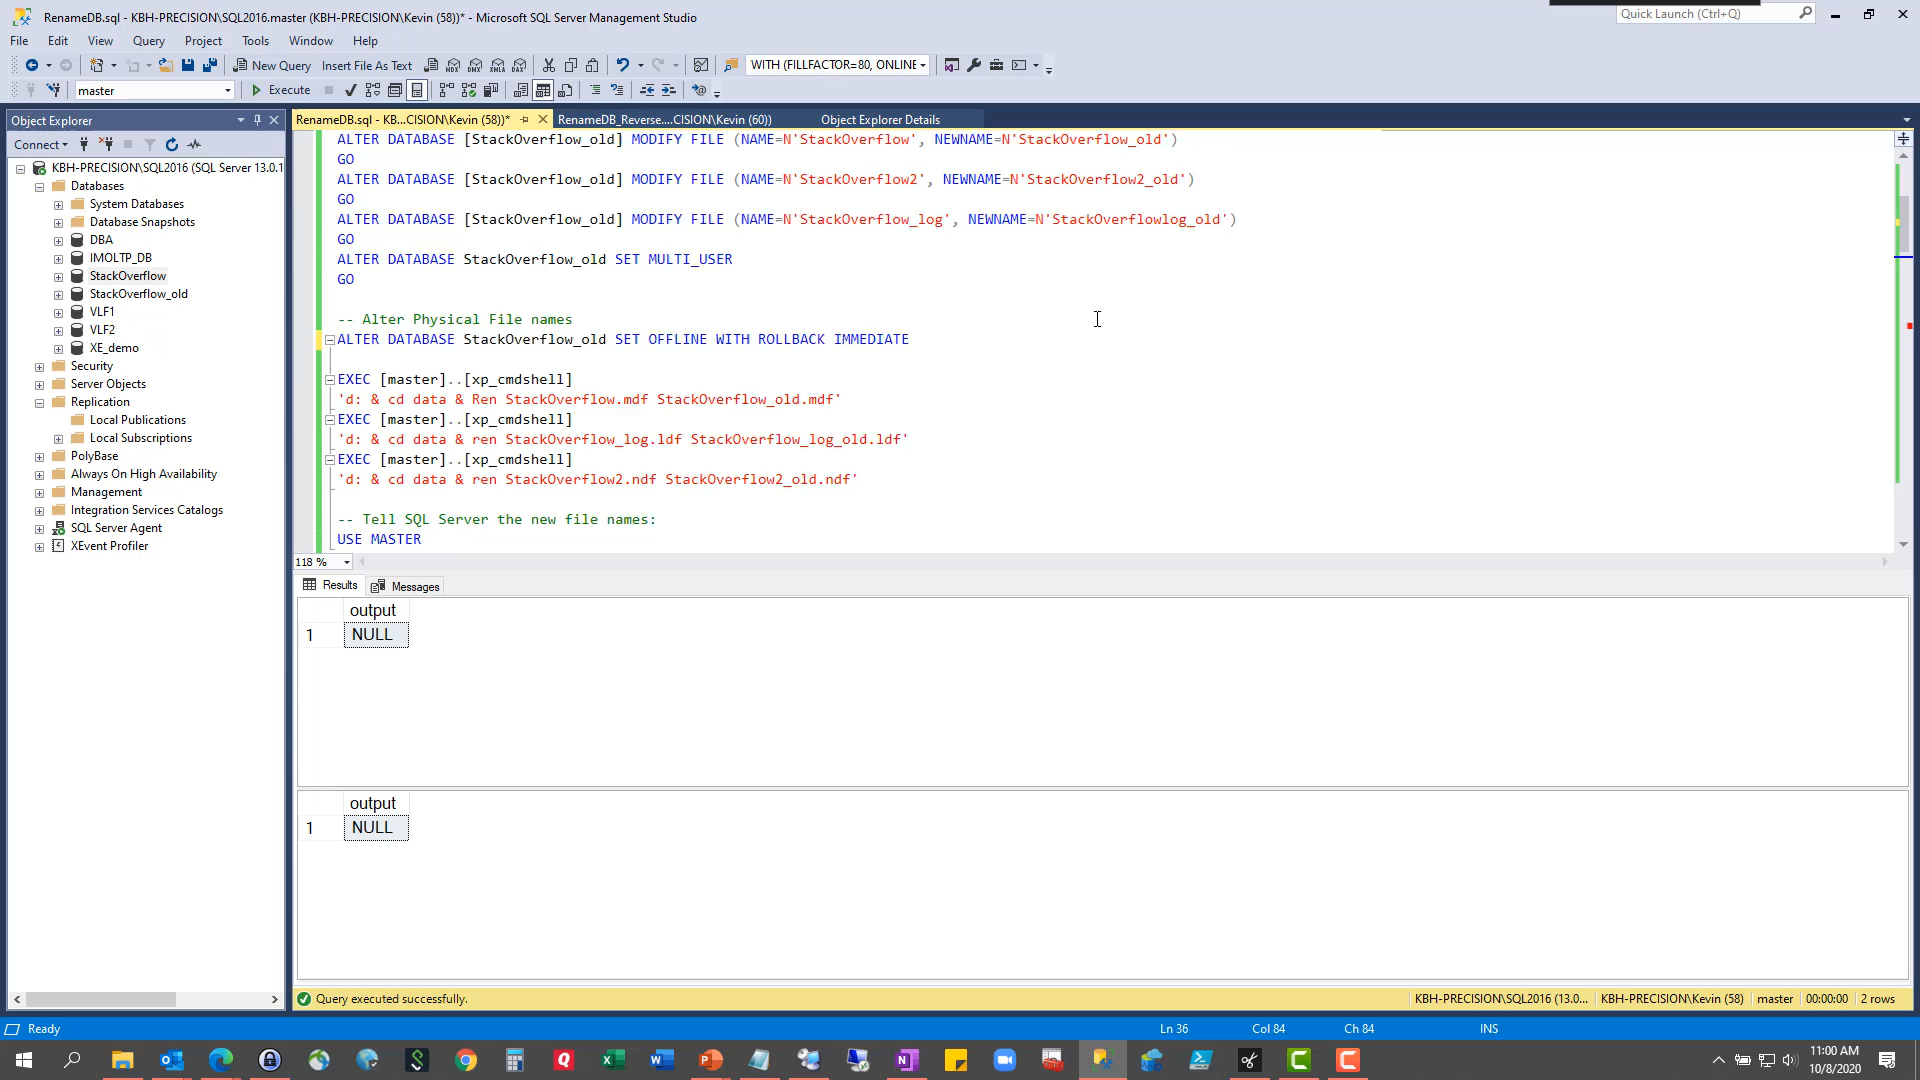 RenameDB.sql - KBH-PRECISION\SQL2016.master (KBH-PRECISION\Kevin (58))* - Microsoft SQL Server Management Studio
Quick Launch (Ctrl+Q)
File Edit View Query Project Tools Window Help
New Query Insert File As Text WITH (FILLFACTOR=80, ONLINE
master Execute
Object Explorer
RenameDB.sql - KB...CISION\Kevin (58))* RenameDB_Reverse....CISION\Kevin (60)) Object Explorer Details
Connect
KBH-PRECISION\SQL2016 (SQL Server 13.0.1
Databases
System Databases
Database Snapshots
DBA
IMOLTP_DB
StackOverflow
StackOverflow_old
VLF1
VLF2
XE_demo
Security
Server Objects
Replication
Local Publications
Local Subscriptions
PolyBase
Always On High Availability
Management
Integration Services Catalogs
SQL Server Agent
XEvent Profiler
ALTER DATABASE [StackOverflow_old] MODIFY FILE (NAME=N'StackOverflow', NEWNAME=N'StackOverflow_old')
GO
ALTER DATABASE [StackOverflow_old] MODIFY FILE (NAME=N'StackOverflow2', NEWNAME=N'StackOverflow2_old')
GO
ALTER DATABASE [StackOverflow_old] MODIFY FILE (NAME=N'StackOverflow_log', NEWNAME=N'StackOverflowlog_old')
GO
ALTER DATABASE StackOverflow_old SET MULTI_USER
GO
-- Alter Physical File names
ALTER DATABASE StackOverflow_old SET OFFLINE WITH ROLLBACK IMMEDIATE
EXEC [master]..[xp_cmdshell]
'd: & cd data & Ren StackOverflow.mdf StackOverflow_old.mdf'
EXEC [master]..[xp_cmdshell]
'd: & cd data & ren StackOverflow_log.ldf StackOverflow_log_old.ldf'
EXEC [master]..[xp_cmdshell]
'd: & cd data & ren StackOverflow2.ndf StackOverflow2_old.ndf'
-- Tell SQL Server the new file names:
USE MASTER
118 %
Results Messages
output
1 NULL
output
1 NULL
Query executed successfully. KBH-PRECISION\SQL2016 (13.0... KBH-PRECISION\Kevin (58) master 00:00:00 2 rows
Ready Ln 36 Col 84 Ch 84 INS
11:00 AM
10/8/2020